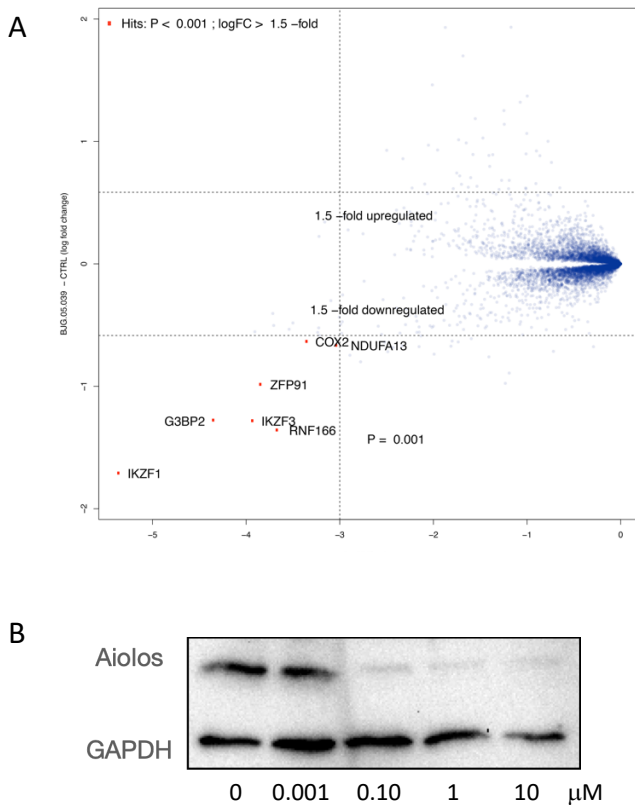 A
Hits: P < 0.001 ; logFC > 1.5 -fold
2
1
0
-1
-2
BJG.05.039 - CTRL (log fold change)
1.5 -fold upregulated
1.5 -fold downregulated
COX2
NDUFA13
ZFP91
G3BP2
IKZF3
RNF166
P = 0.001
IKZF1
-5 -4 -3 -2 -1 0
B
Aiolos
GAPDH
0 0.001 0.10 1 10 µM